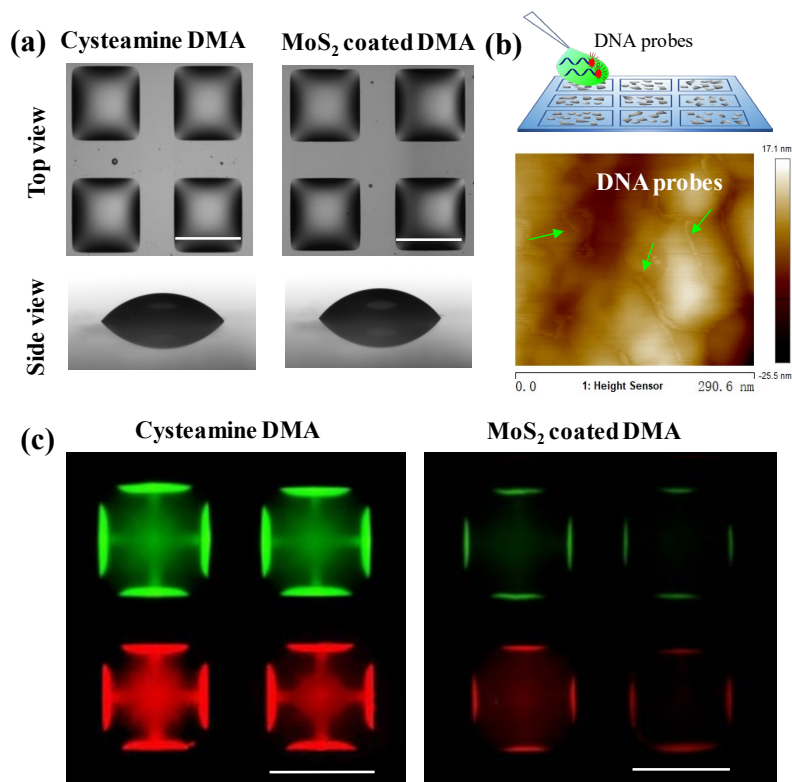 (a)
Cysteamine DMA
MoS₂ coated DMA
Top view
Side view
(b)
DNA probes
17.1 nm
DNA probes
-25.5 nm
0.0
1: Height Sensor
290.6 nm
(c)
Cysteamine DMA
MoS₂ coated DMA